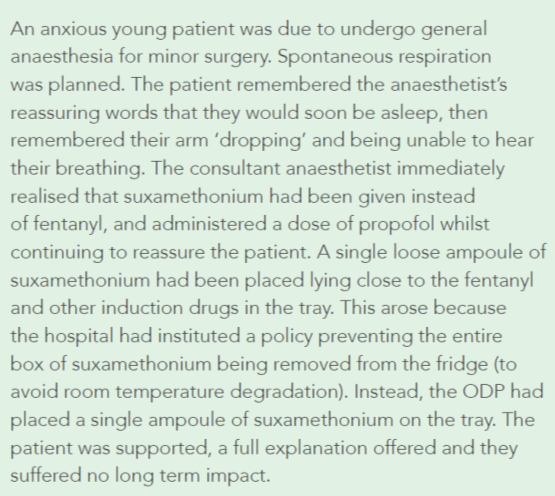 An anxious young patient was due to undergo general
anaesthesia for minor surgery. Spontaneous respiration
was planned. The patient remembered the anaesthetist’s
reassuring words that they would soon be asleep, then
remembered their arm ‘dropping’ and being unable to hear
their breathing. The consultant anaesthetist immediately
realised that suxamethonium had been given instead
of fentanyl, and administered a dose of propofol whilst
continuing to reassure the patient. A single loose ampoule of
suxamethonium had been placed lying close to the fentanyl
and other induction drugs in the tray. This arose because
the hospital had instituted a policy preventing the entire
box of suxamethonium being removed from the fridge (to
avoid room temperature degradation). Instead, the ODP had
placed a single ampoule of suxamethonium on the tray. The
patient was supported, a full explanation offered and they
suffered no long term impact.